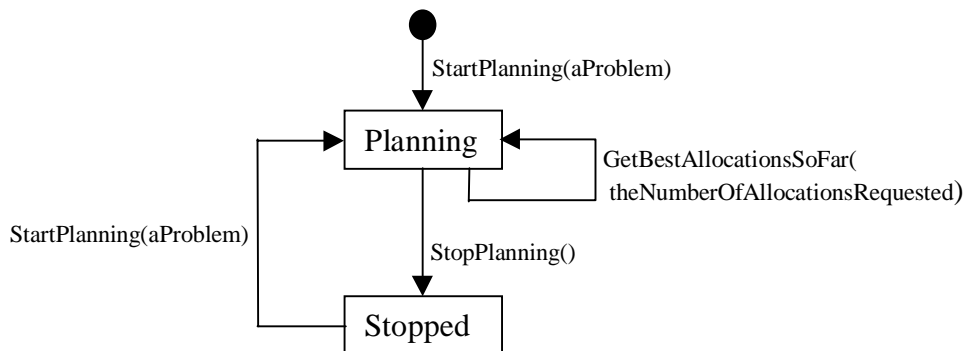 StartPlanning(aProblem)
Planning
GetBestAllocationsSoFar(
theNumberOfAllocationsRequested)
StartPlanning(aProblem)
StopPlanning()
Stopped